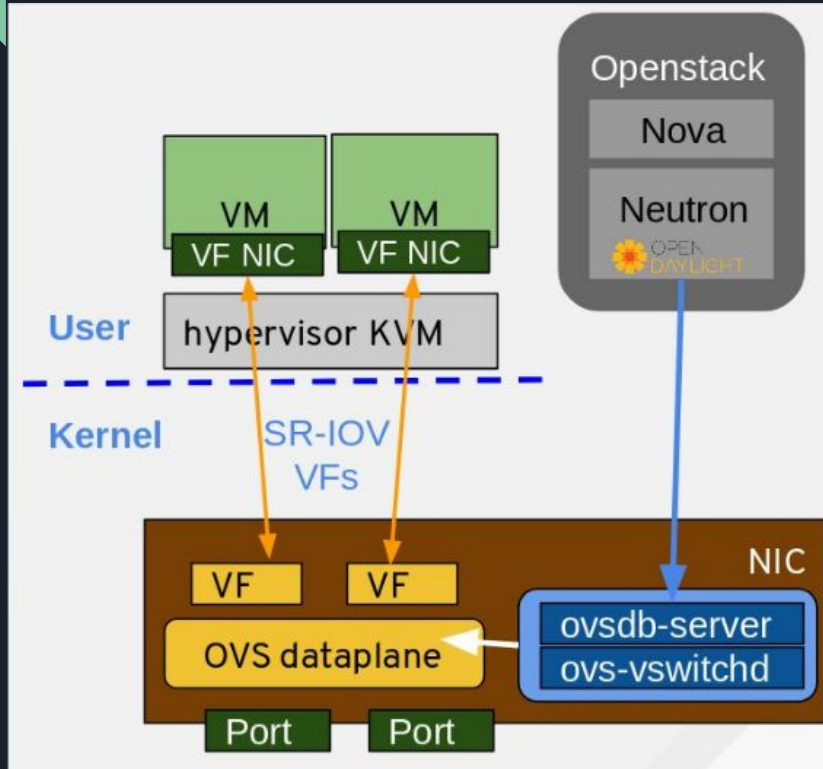 Openstack
Nova
Neutron
OPEN
DAYLIGHT
VM
VF NIC
VM
VF NIC
User
hypervisor KVM
Kernel
SR-IOV
VFs
NIC
VF
VF
OVS dataplane
ovsdb-server
ovs-vswitchd
Port
Port